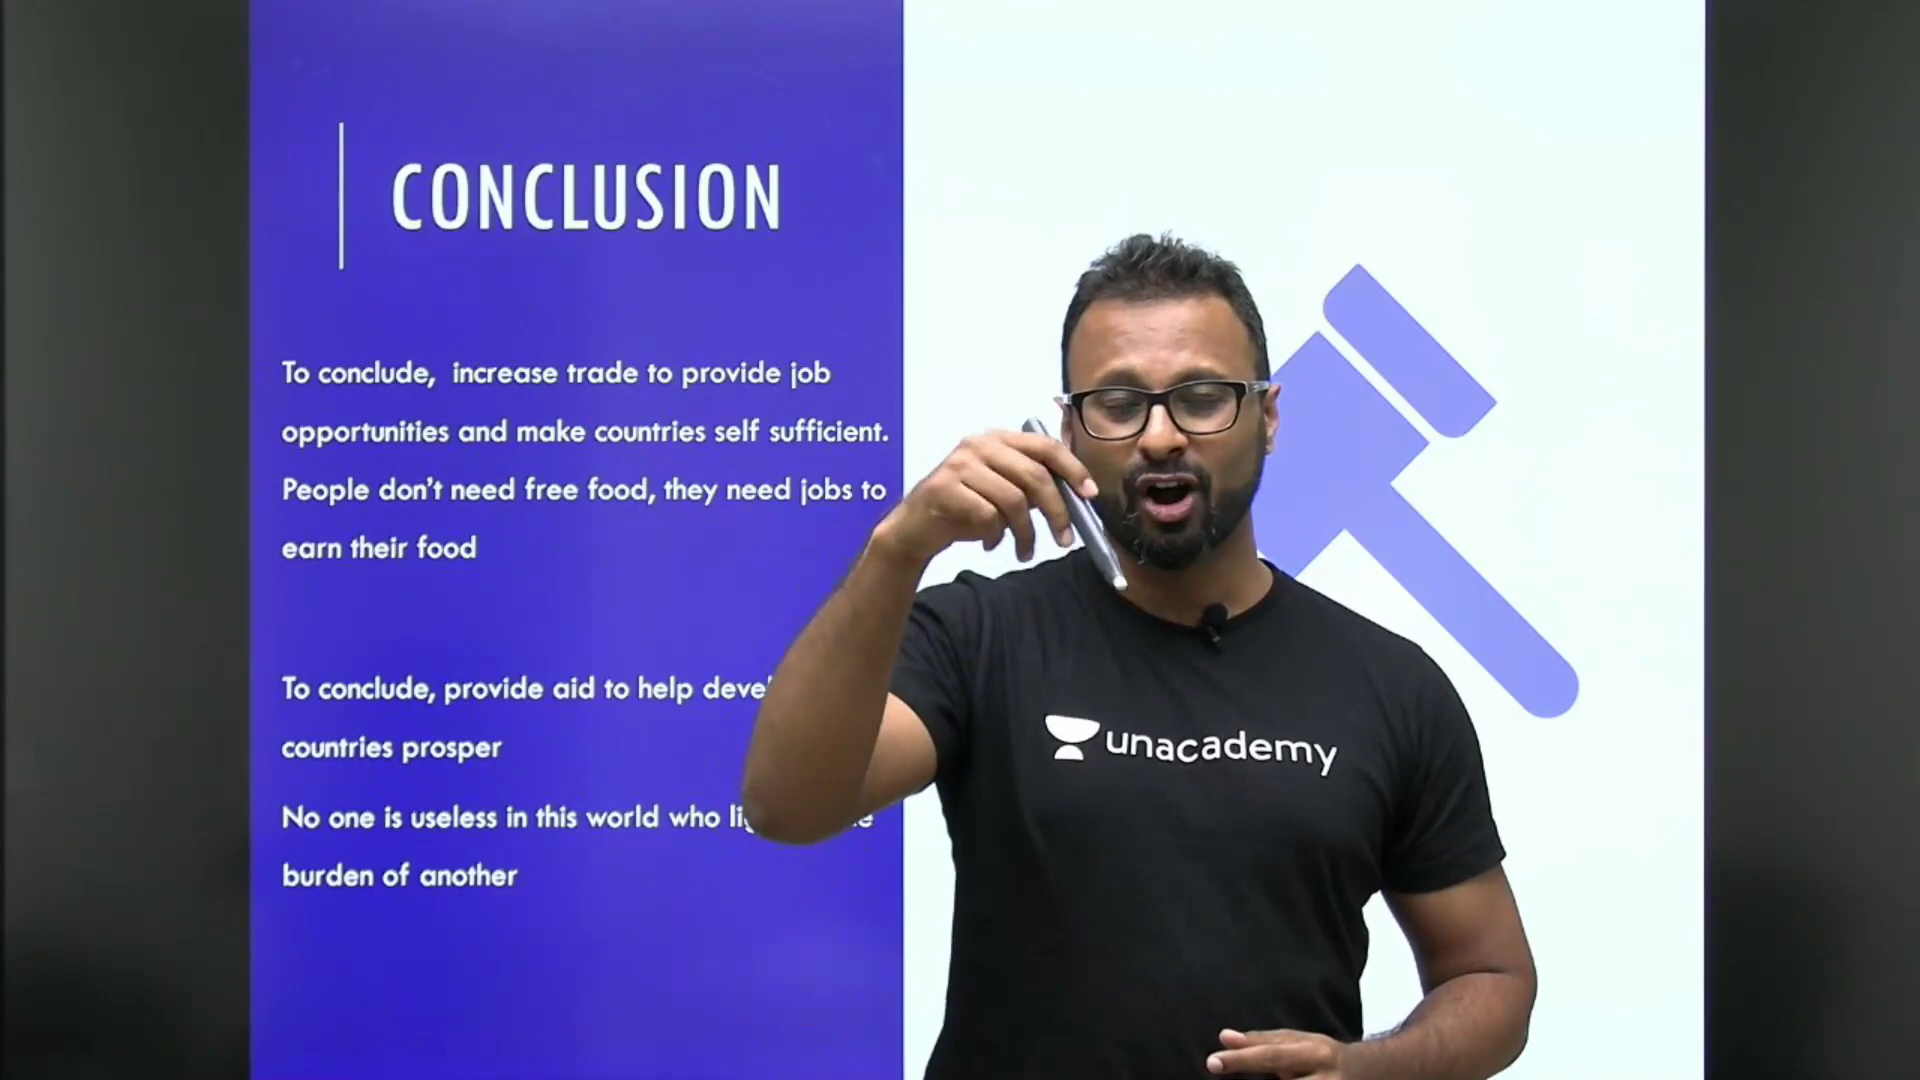 CONCLUSION
To conclude, increase trade to provide job
opportunities and make countries self sufficient.
People don't need free food, they need jobs to
earn their food
To conclude, provide aid to help
countries prosper
No one is useless in this world who
burden of another
unacademy